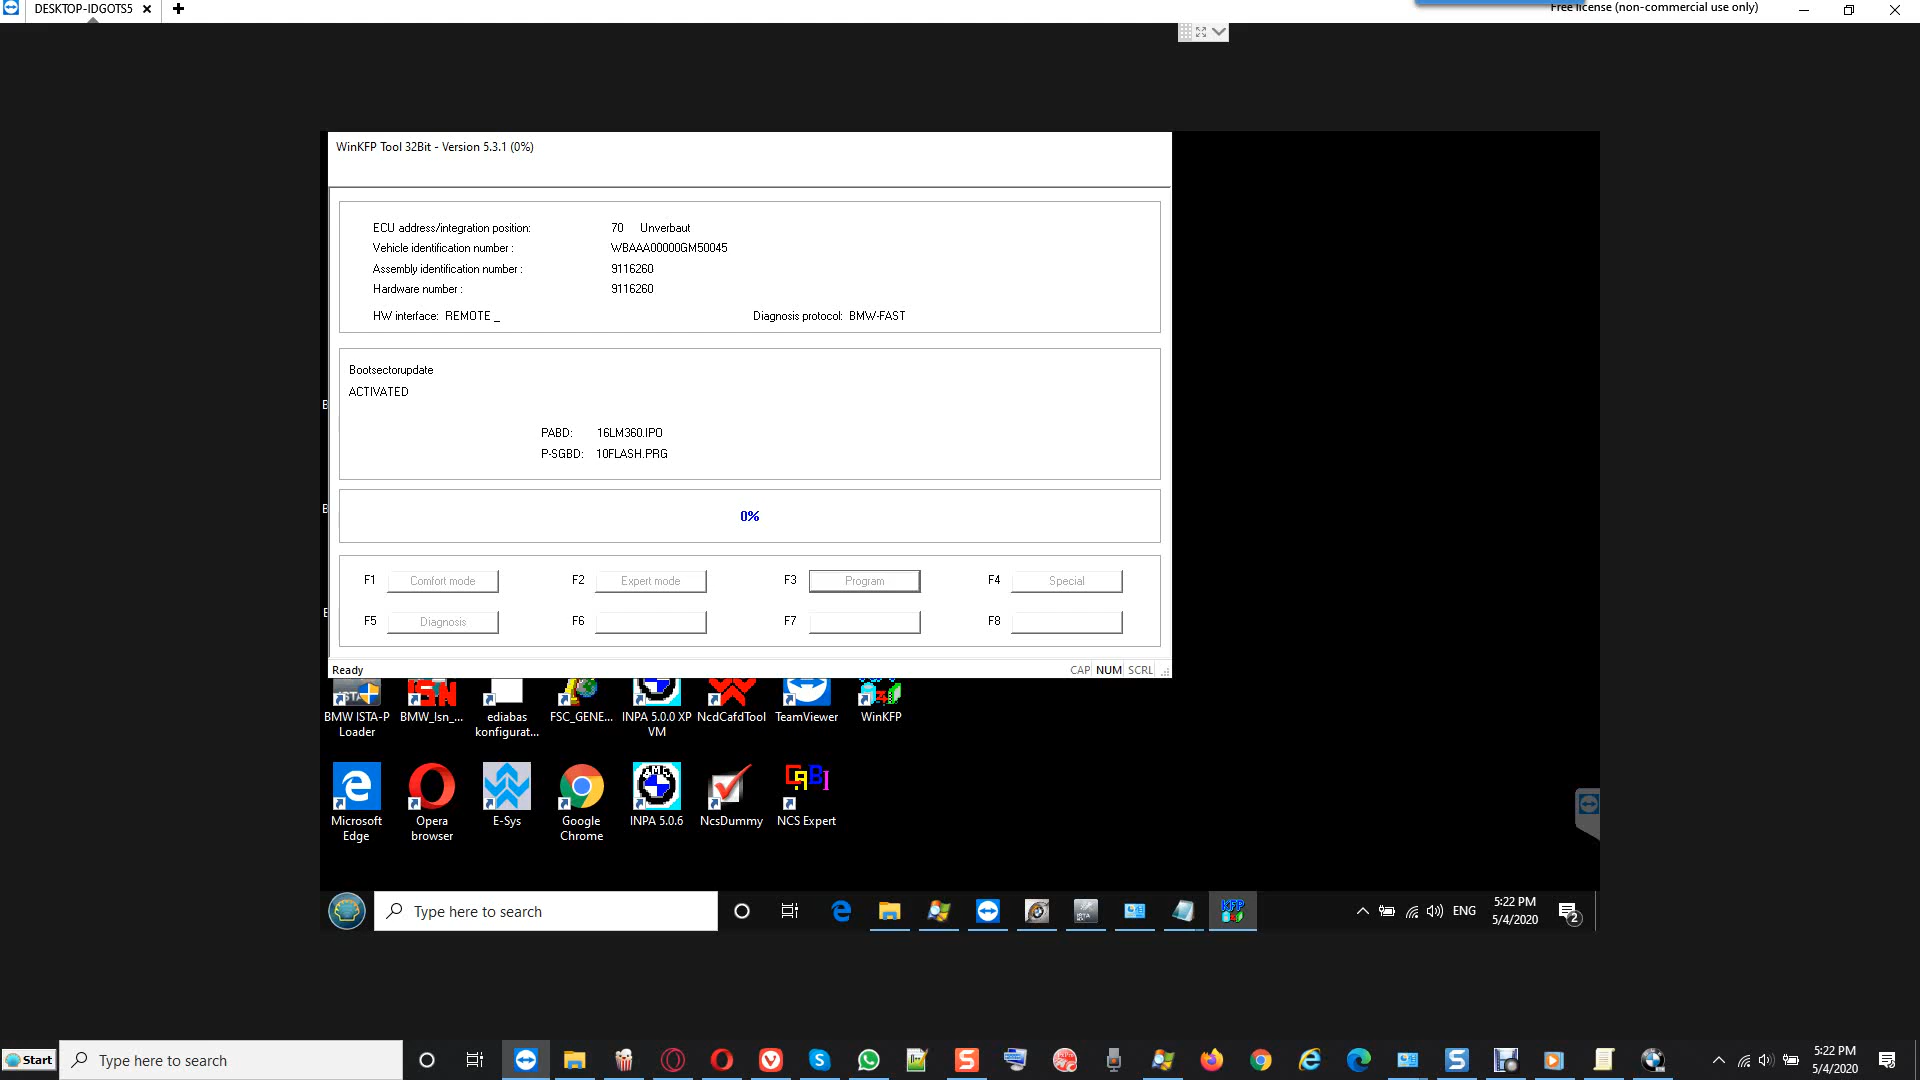 DESKTOP-IDGOTS5
Free license (non-commercial use only)
WinKFP Tool 32Bit - Version 5.3.1 (0%)
ECU address/integration position: 70 Unverbaut
Vehicle identification number : WBAAA00000GM50045
Assembly identification number : 9116260
Hardware number : 9116260
HW interface: REMOTE _ Diagnosis protocol: BMW-FAST
Bootsectorupdate
ACTIVATED
PABD: 16LM360.IPO
P-SGBD: 10FLASH.PRG
0%
F1 Comfort mode F2 Expert mode F3 Program F4 Special
F5 Diagnosis F6 F7 F8
Ready CAP NUM SCRL
BMW ISTA-P Loader
BMW_Isn_...
ediabas konfigurat...
FSC_GENE...
INPA 5.0.0 XP VM
NcdCafdTool
TeamViewer
WinKFP
Microsoft Edge
Opera browser
E-Sys
Google Chrome
INPA 5.0.6
NcsDummy
NCS Expert
Type here to search
KFP
ENG
5:22 PM
5/4/2020
2
Start
Type here to search
5:22 PM
5/4/2020